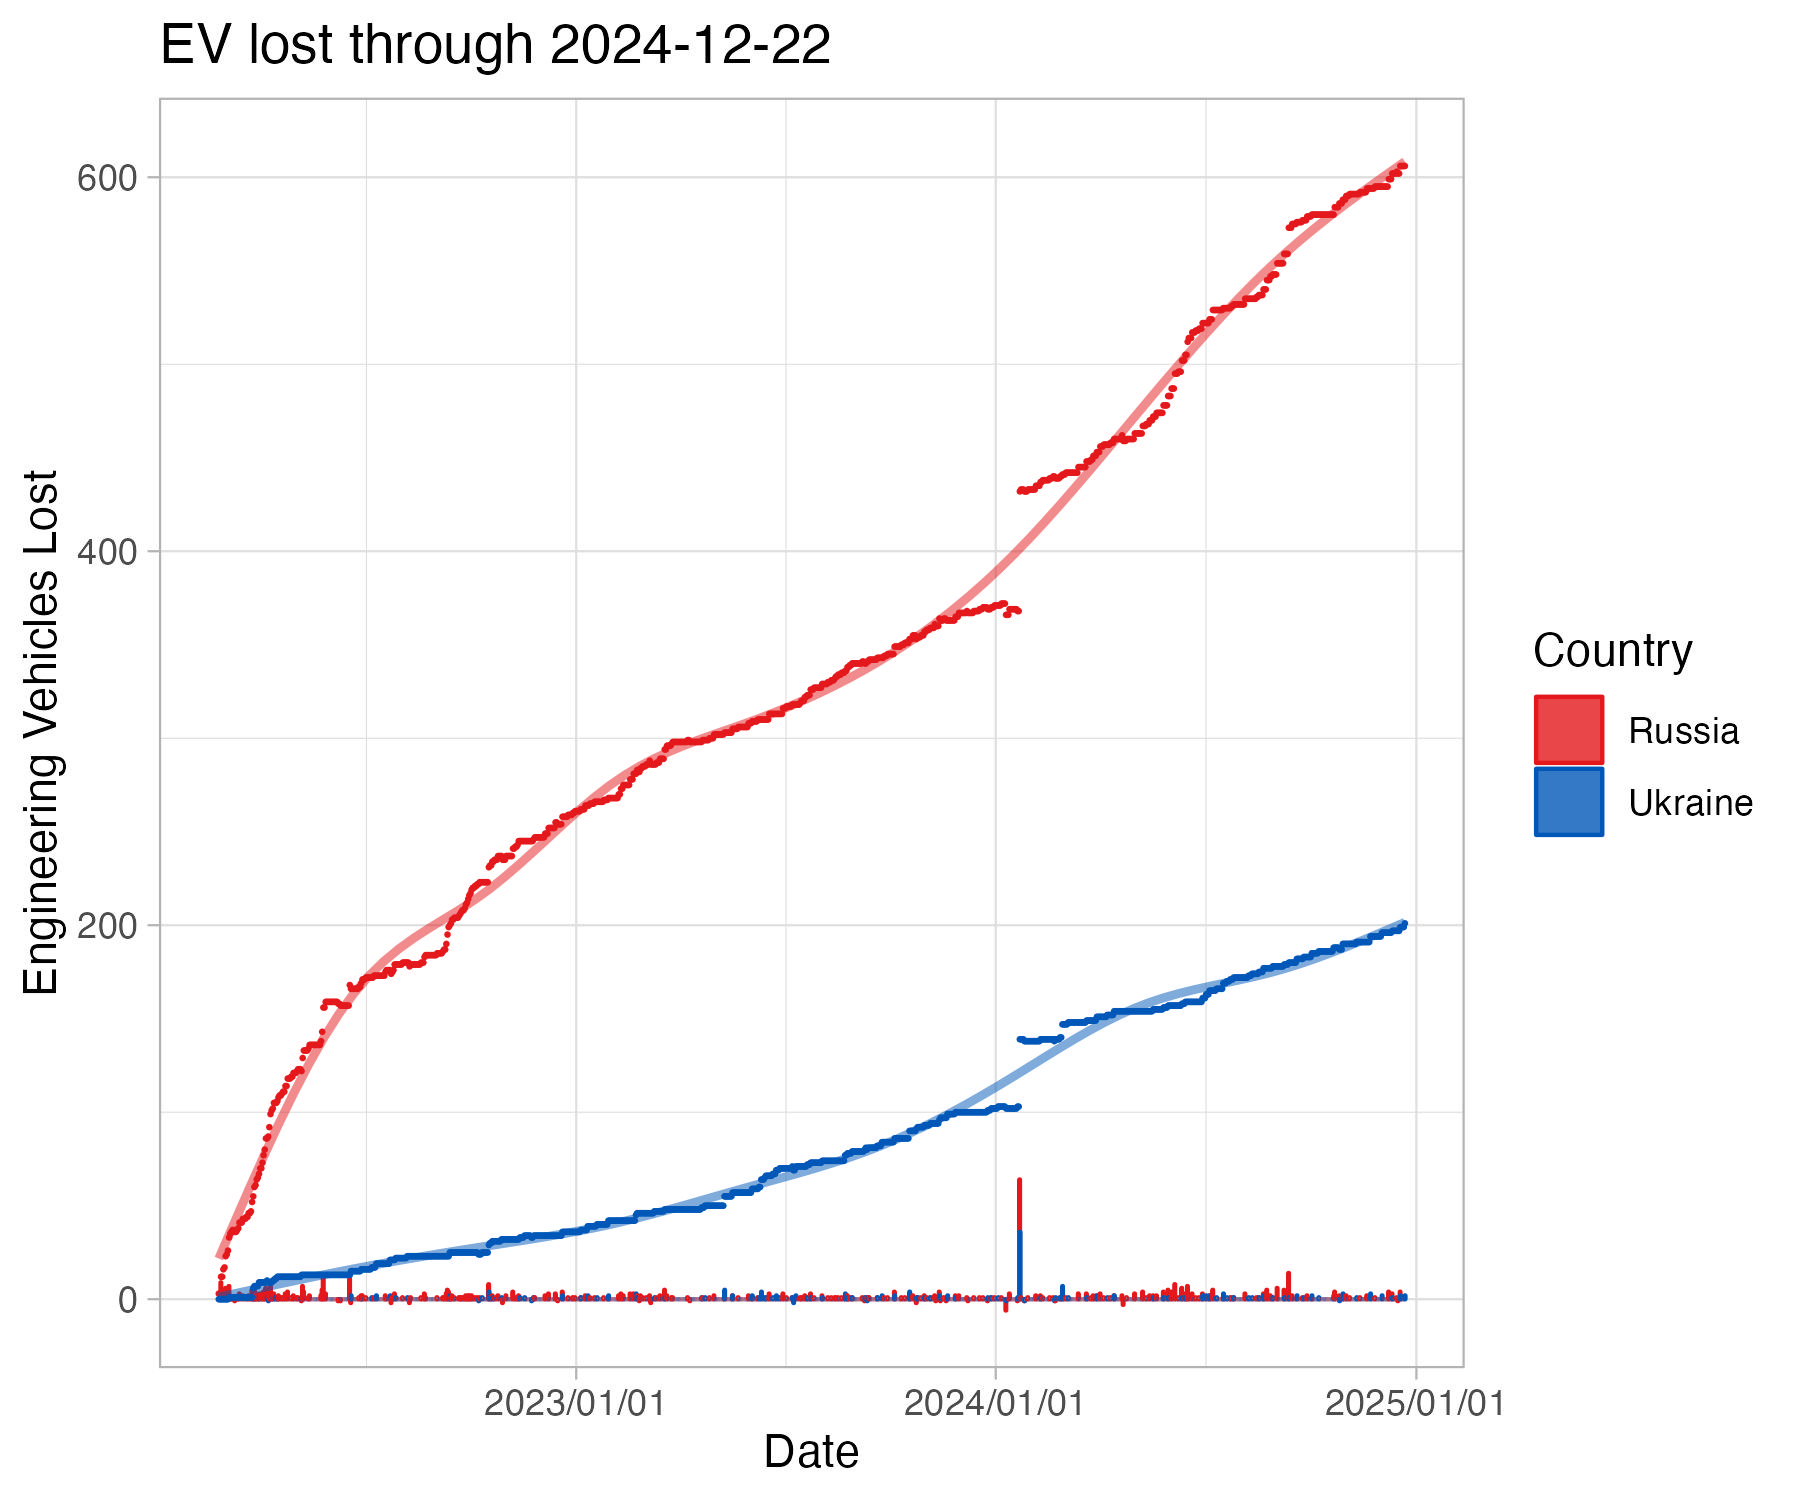 EV lost through 2024-12-22
Engineering Vehicles Lost
600
400
200
0
2023/01/01
2024/01/01
2025/01/01
Date
Country
Russia
Ukraine